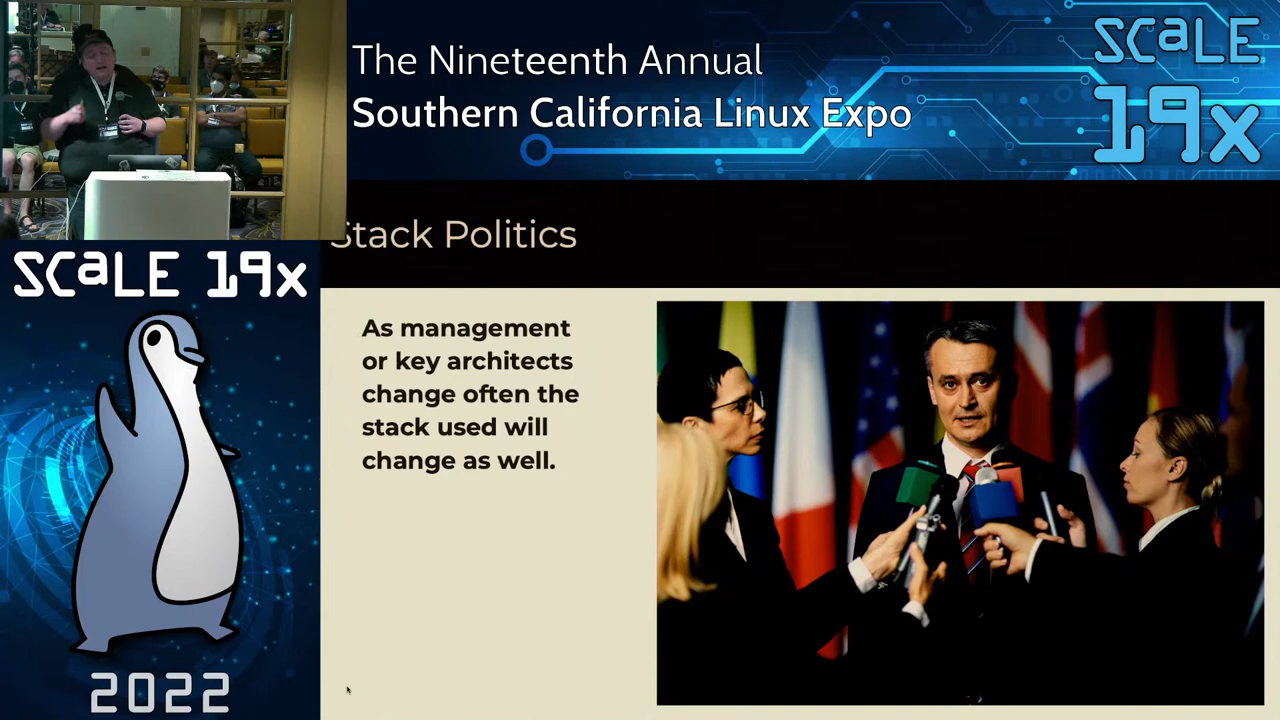 The Nineteenth Annual
Southern California Linux Expo
SCaLE
19x
Stack Politics
SCaLE 19x
As management
or key architects
change often the
stack used will
change as well.
2022